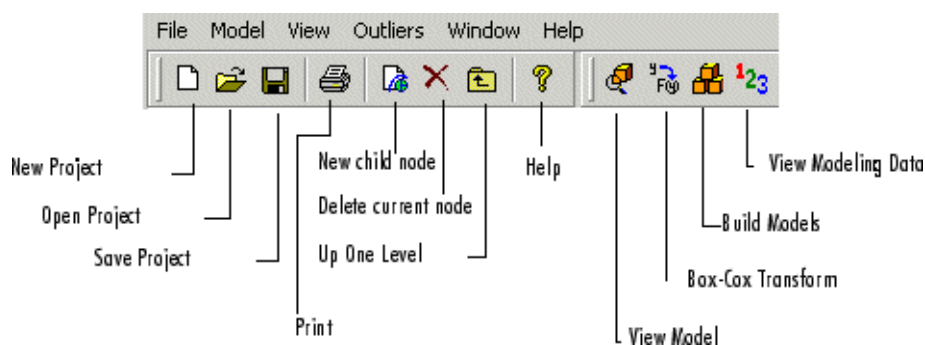 File Model View Outliers Window Help
y F(y) 123
New Project
New child node
Help
View Modeling Data
Open Project
Delete current node
Build Models
Save Project
Up One Level
Box-Cox Transform
Print
View Model